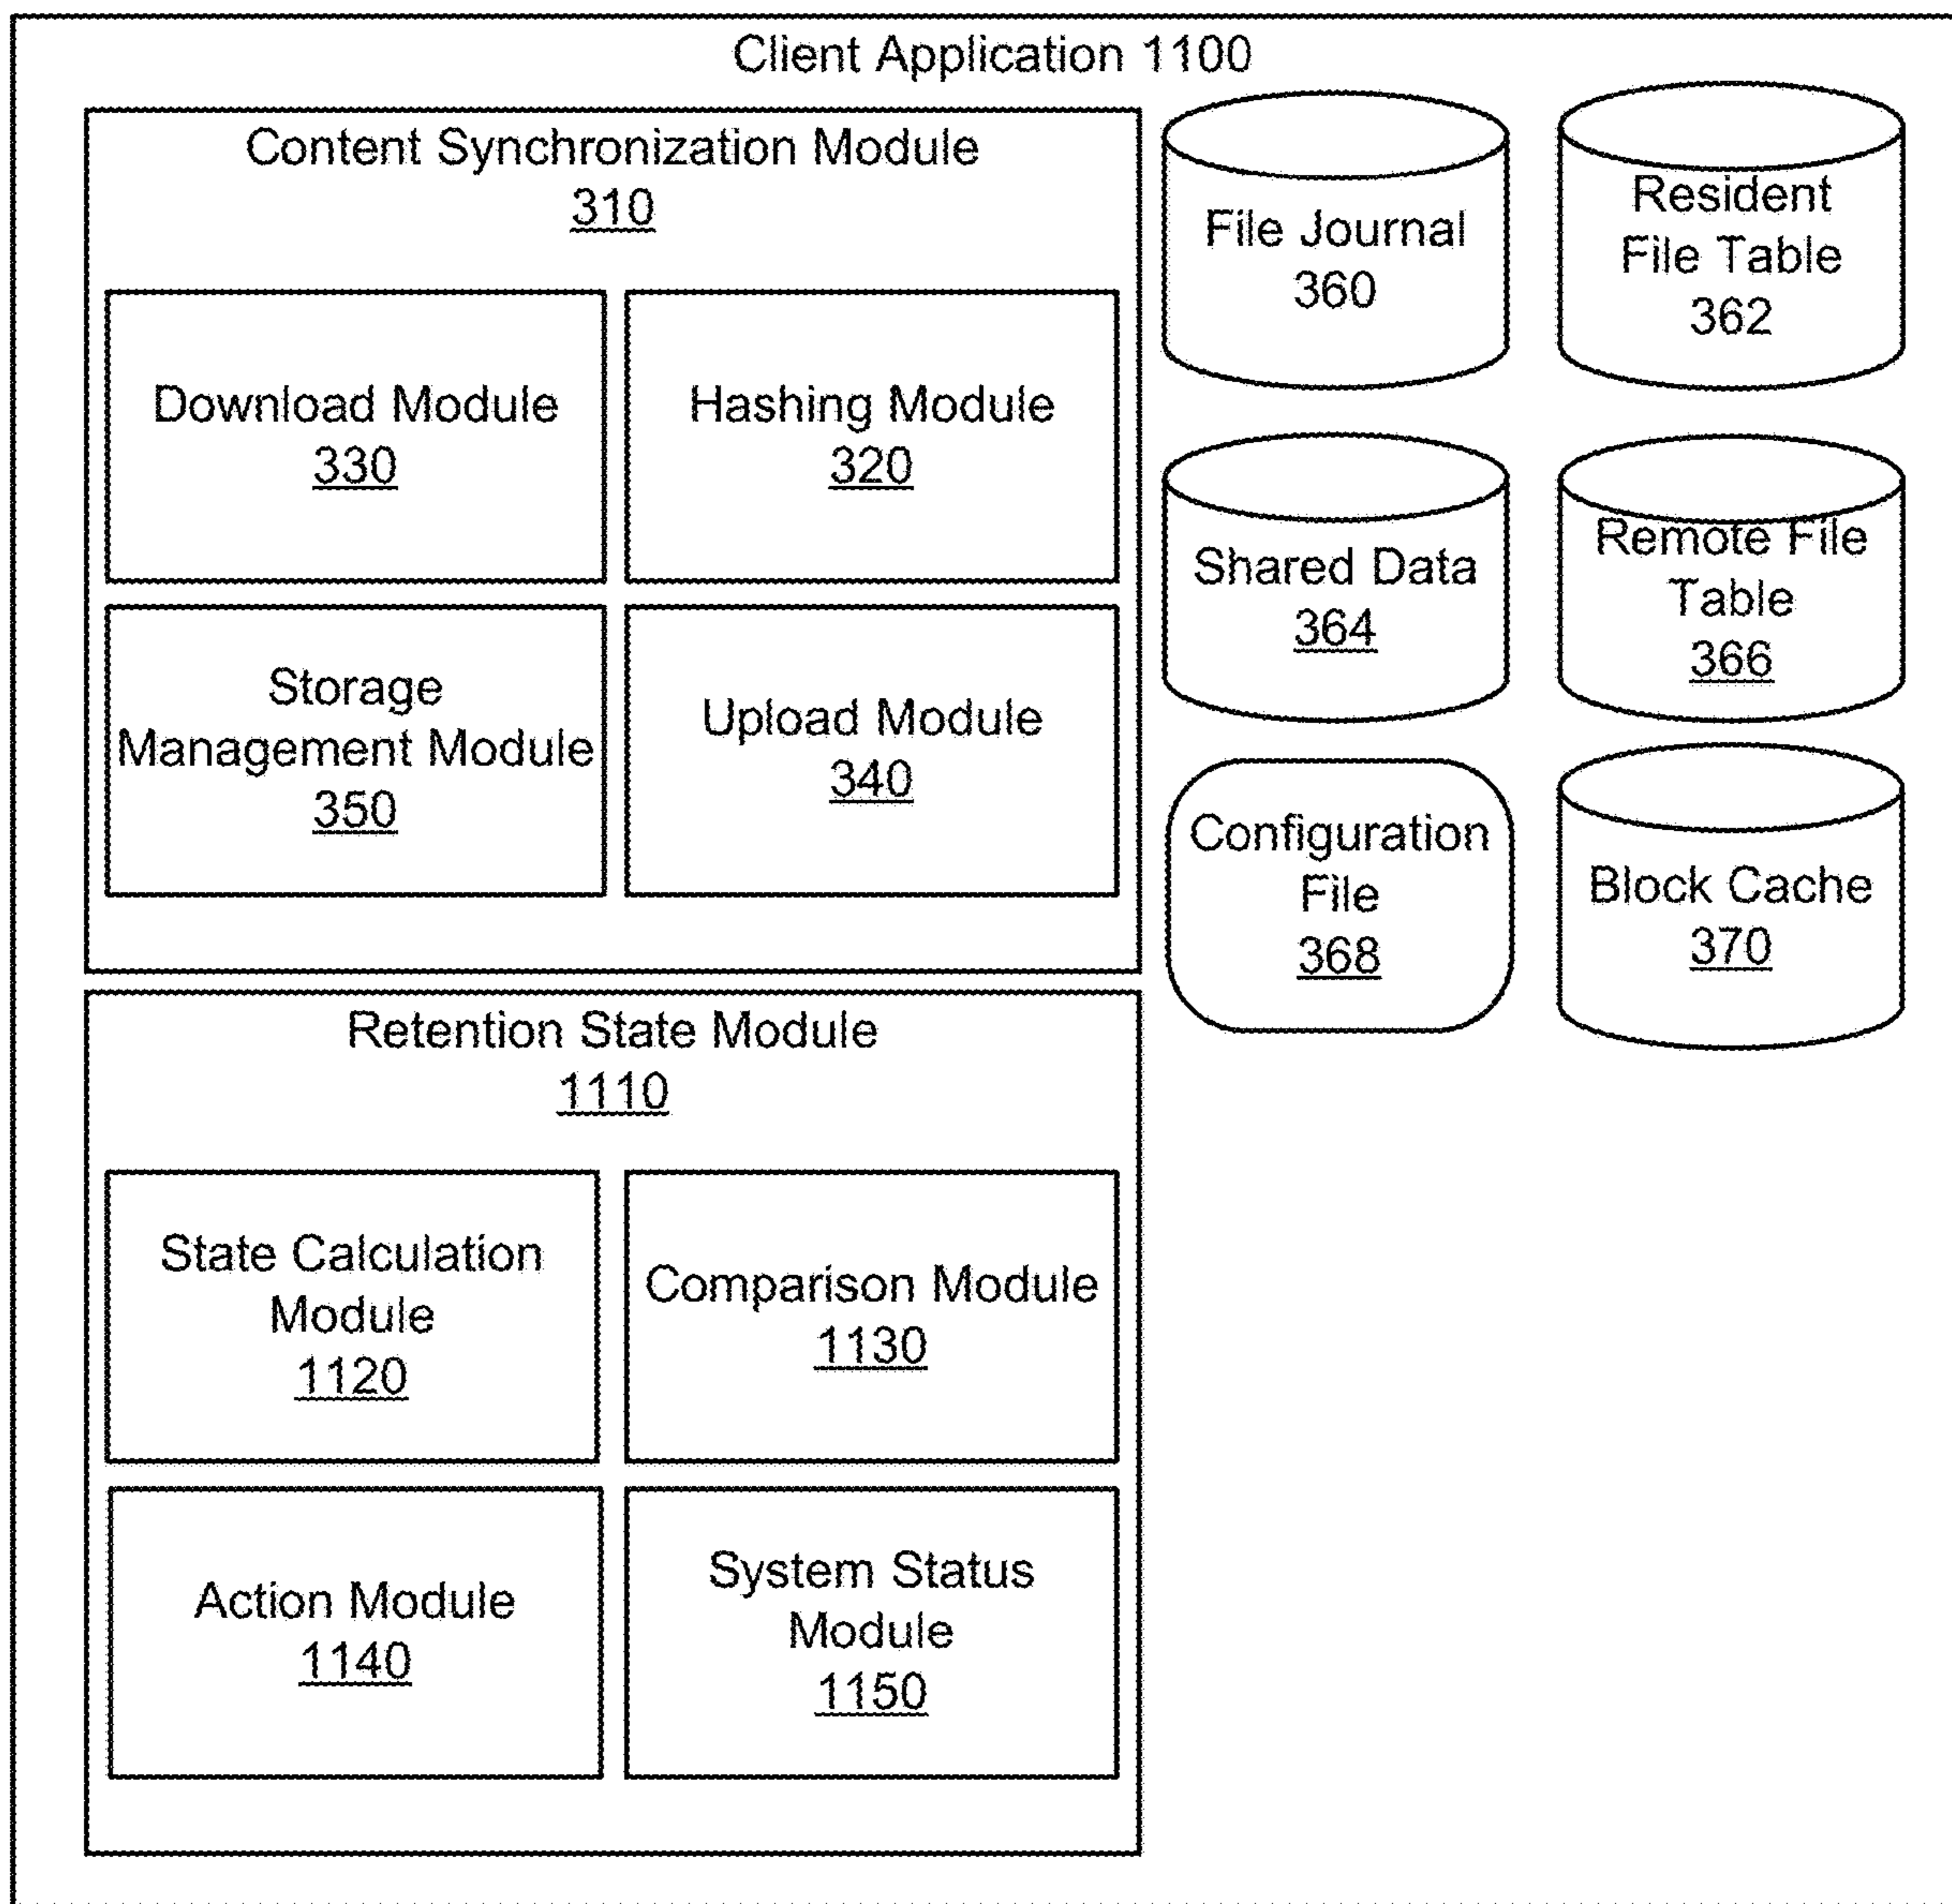 Client Application 1100
Content Synchronization Module
310
Download Module
330
Hashing Module
320
Storage
Management Module
350
Upload Module
340
File Journal
360
Resident
File Table
362
Shared Data
364
Remote File
Table
366
Configuration
File
368
Block Cache
370
Retention State Module
1110
State Calculation
Module
1120
Comparison Module
1130
Action Module
1140
System Status
Module
1150